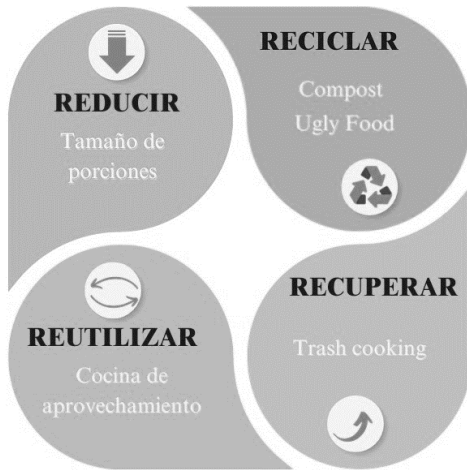 REDUCIR
Tamaño de
porciones
RECICLAR
Compost
Ugly Food
REUTILIZAR
Cocina de
aprovechamiento
RECUPERAR
Trash cooking